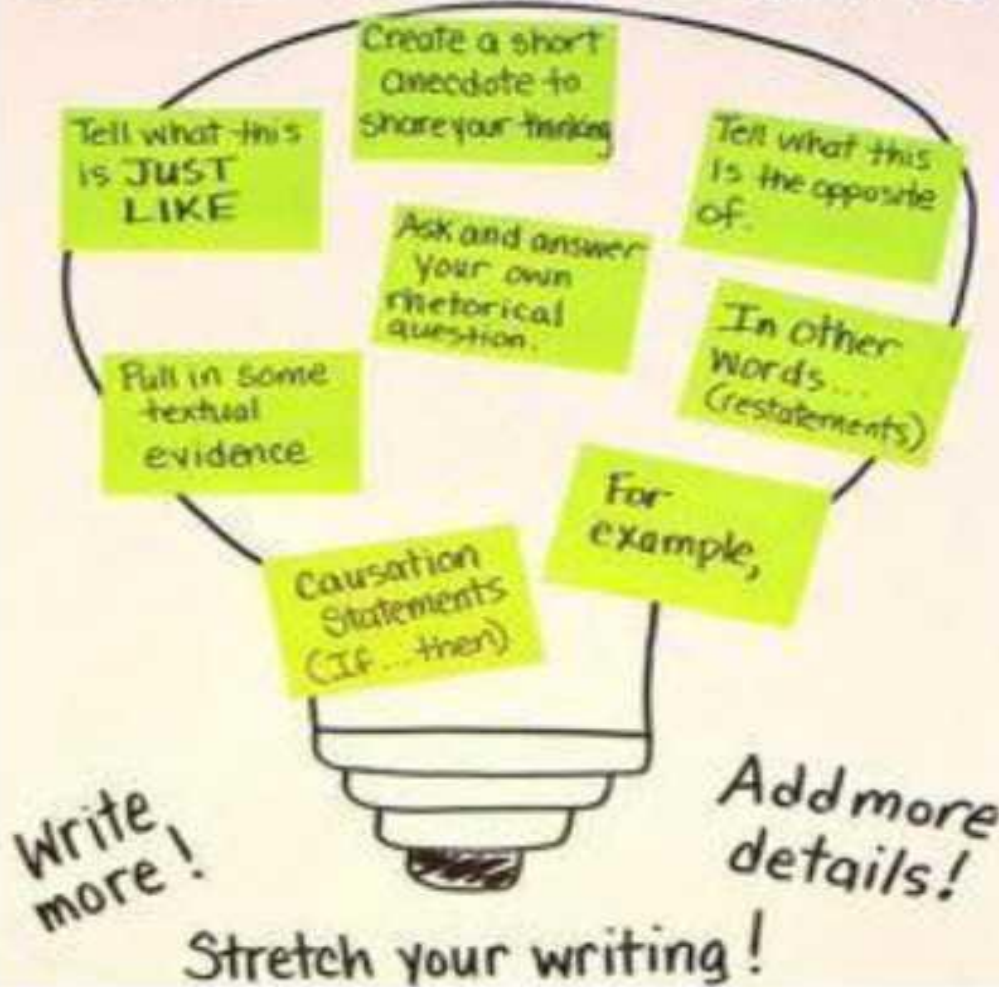 Create a short
anecdote to
share your thinking
Tell what this
is JUST
LIKE
Tell what this
is the opposite
of.
Ask and answer
your own
rhetorical
question.
In other
words...
(restatements)
Pull in some
textual
evidence
For
example,
Causation
Statements
(If...then)
Write
more!
Add more
details!
Stretch your writing!